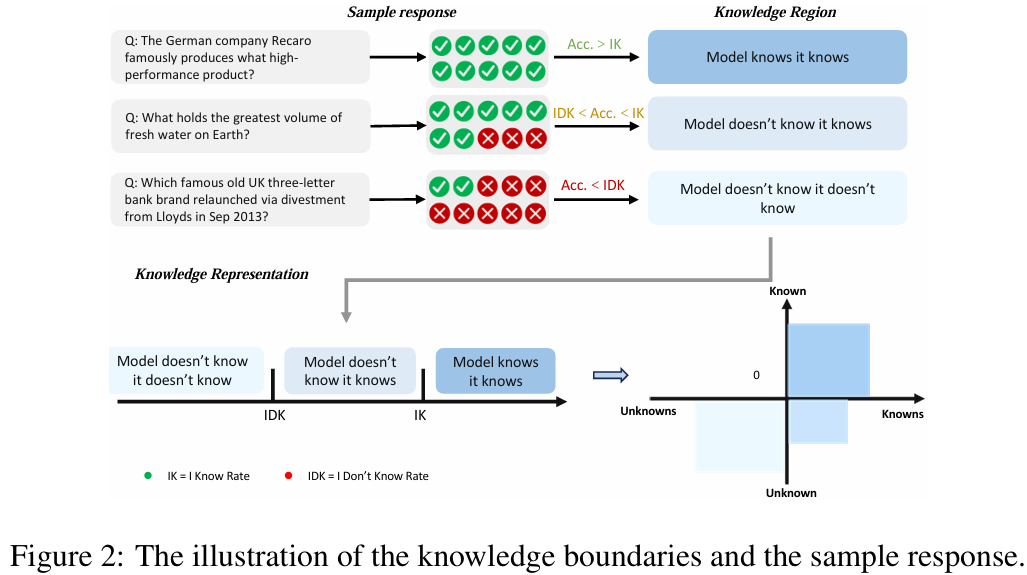 Sample response
Knowledge Region
Q: The German company Recaro
famously produces what high-
performance product?
Acc. > IK
Model knows it knows
Q: What holds the greatest volume of
fresh water on Earth?
IDK < Acc. < IK
Model doesn't know it knows
Q: Which famous old UK three-letter
bank brand relaunched via divestment
from Lloyds in Sep 2013?
Acc. < IDK
Model doesn't know it doesn't
know
Knowledge Representation
Model doesn't know
it doesn't know
Model doesn't
know it knows
Model knows
it knows
IDK
IK
IK = I Know Rate
IDK = I Don't Know Rate
Known
0
Unknowns
Knowns
Unknown
Figure 2: The illustration of the knowledge boundaries and the sample response.